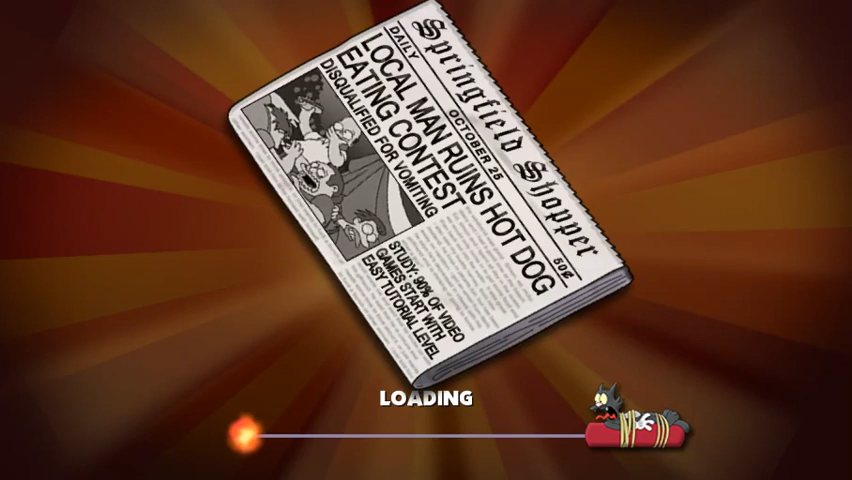 Springfield Shopper
DAILY
OCTOBER 25
50¢
LOCAL MAN RUINS HOT DOG
EATING CONTEST
DISQUALIFIED FOR VOMITING
STUDY: 90% OF VIDEO
GAMES START WITH
EASY TUTORIAL LEVEL
LOADING